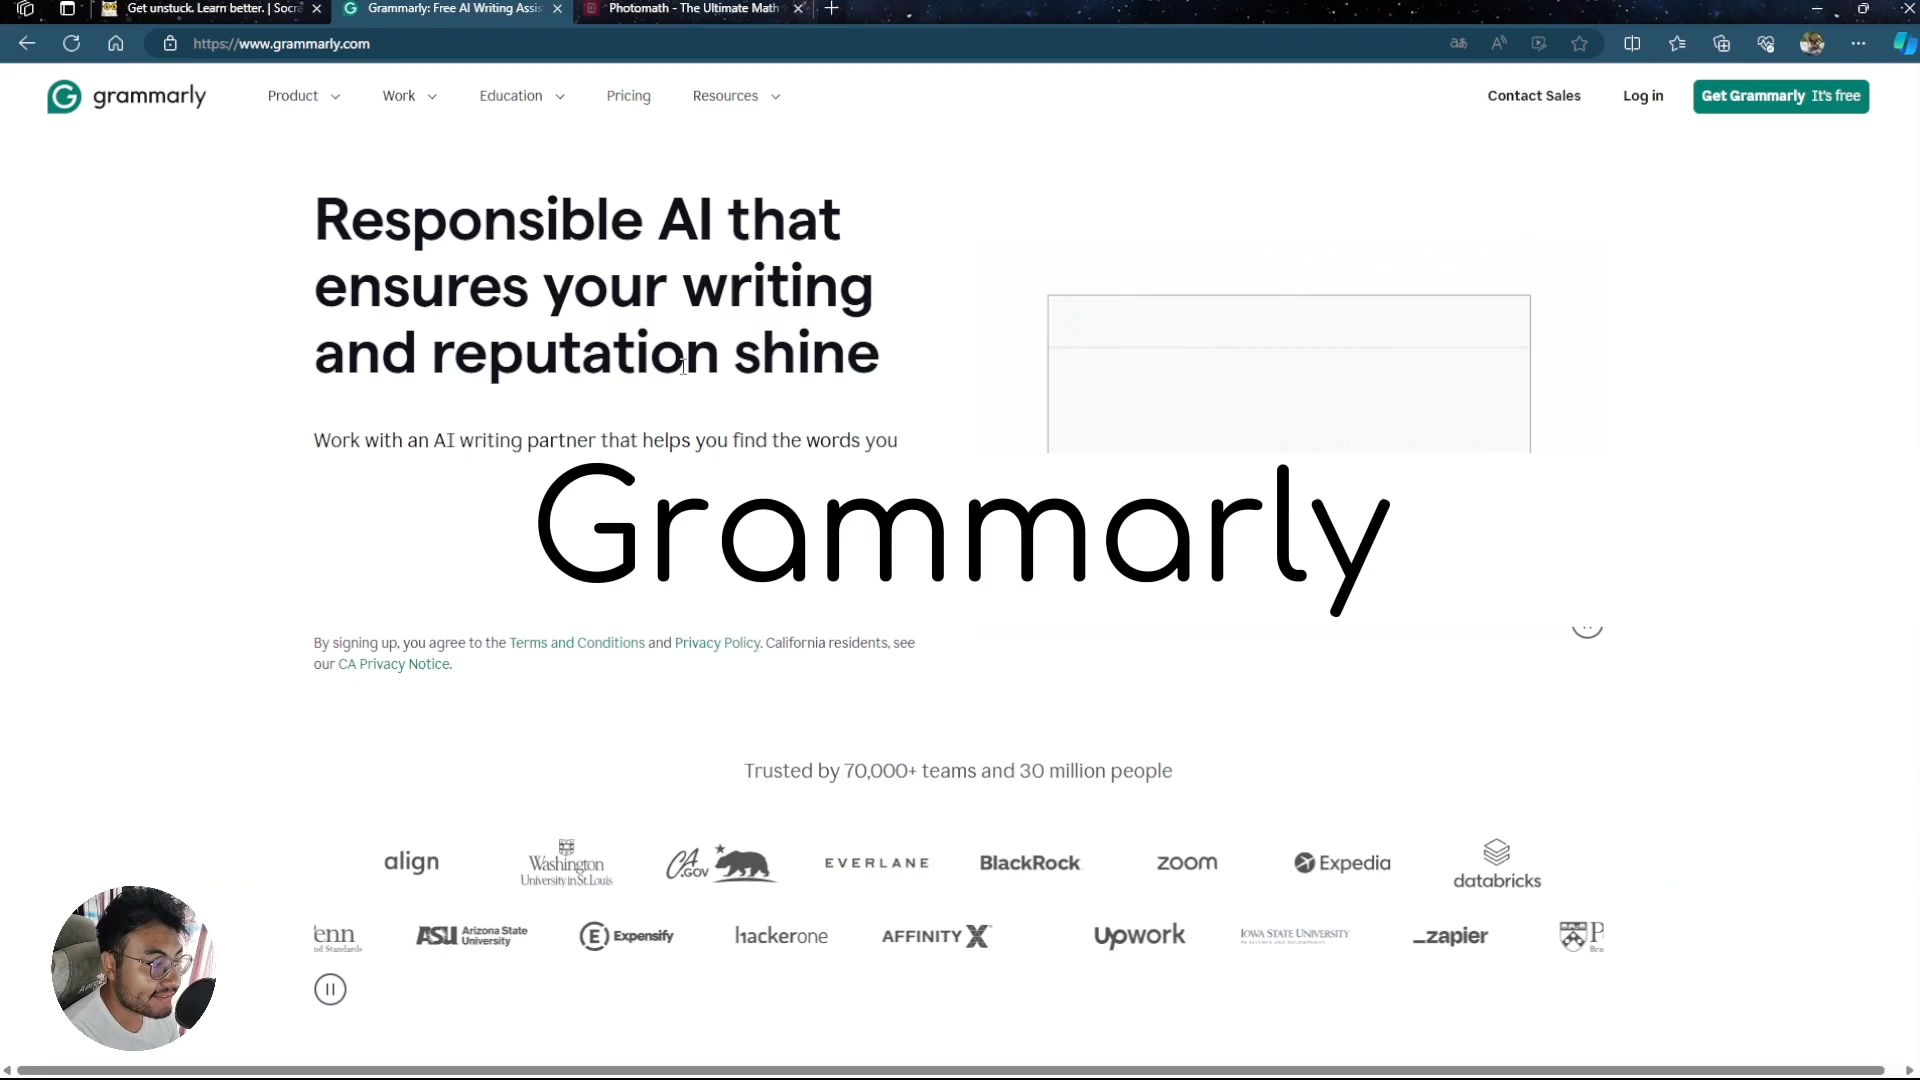 Get unstuck. Learn better. | Socra
Grammarly: Free AI Writing Assis
Photomath - The Ultimate Math
https://www.grammarly.com
grammarly
Product
Work
Education
Pricing
Resources
Contact Sales
Log in
Get Grammarly It's free
Responsible AI that
ensures your writing
and reputation shine
Work with an AI writing partner that helps you find the words you
Grammarly
By signing up, you agree to the Terms and Conditions and Privacy Policy. California residents, see
our CA Privacy Notice.
Trusted by 70,000+ teams and 30 million people
align
Washington
University in St. Louis
CA.GOV
EVERLANE
BlackRock
zoom
Expedia
databricks
enn
nd Standards
ASU Arizona State
University
Expensify
hackerone
AFFINITY X
Upwork
IOWA STATE UNIVERSITY
_zapier
P
Bra